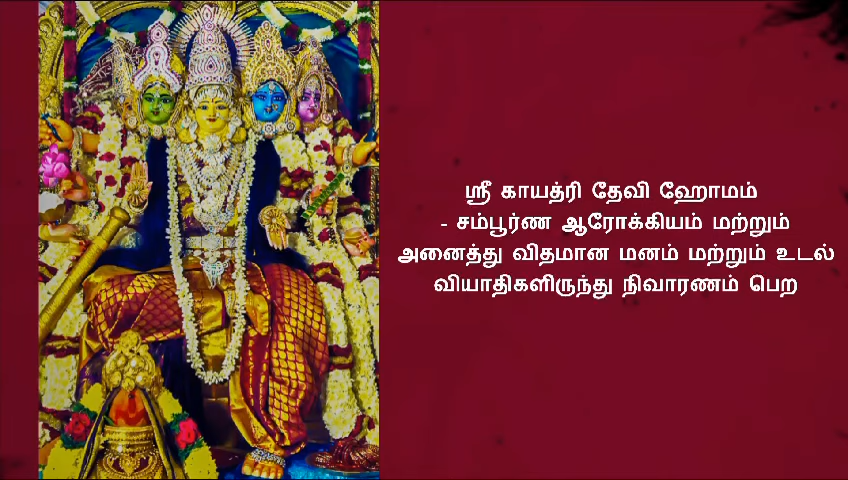 ஸ்ரீ காயத்ரி தேவி ஹோமம்
- சம்பூர்ண ஆரோக்கியம் மற்றும்
அனைத்து விதமான மனம் மற்றும் உடல்
வியாதிகளிருந்து நிவாரணம் பெற